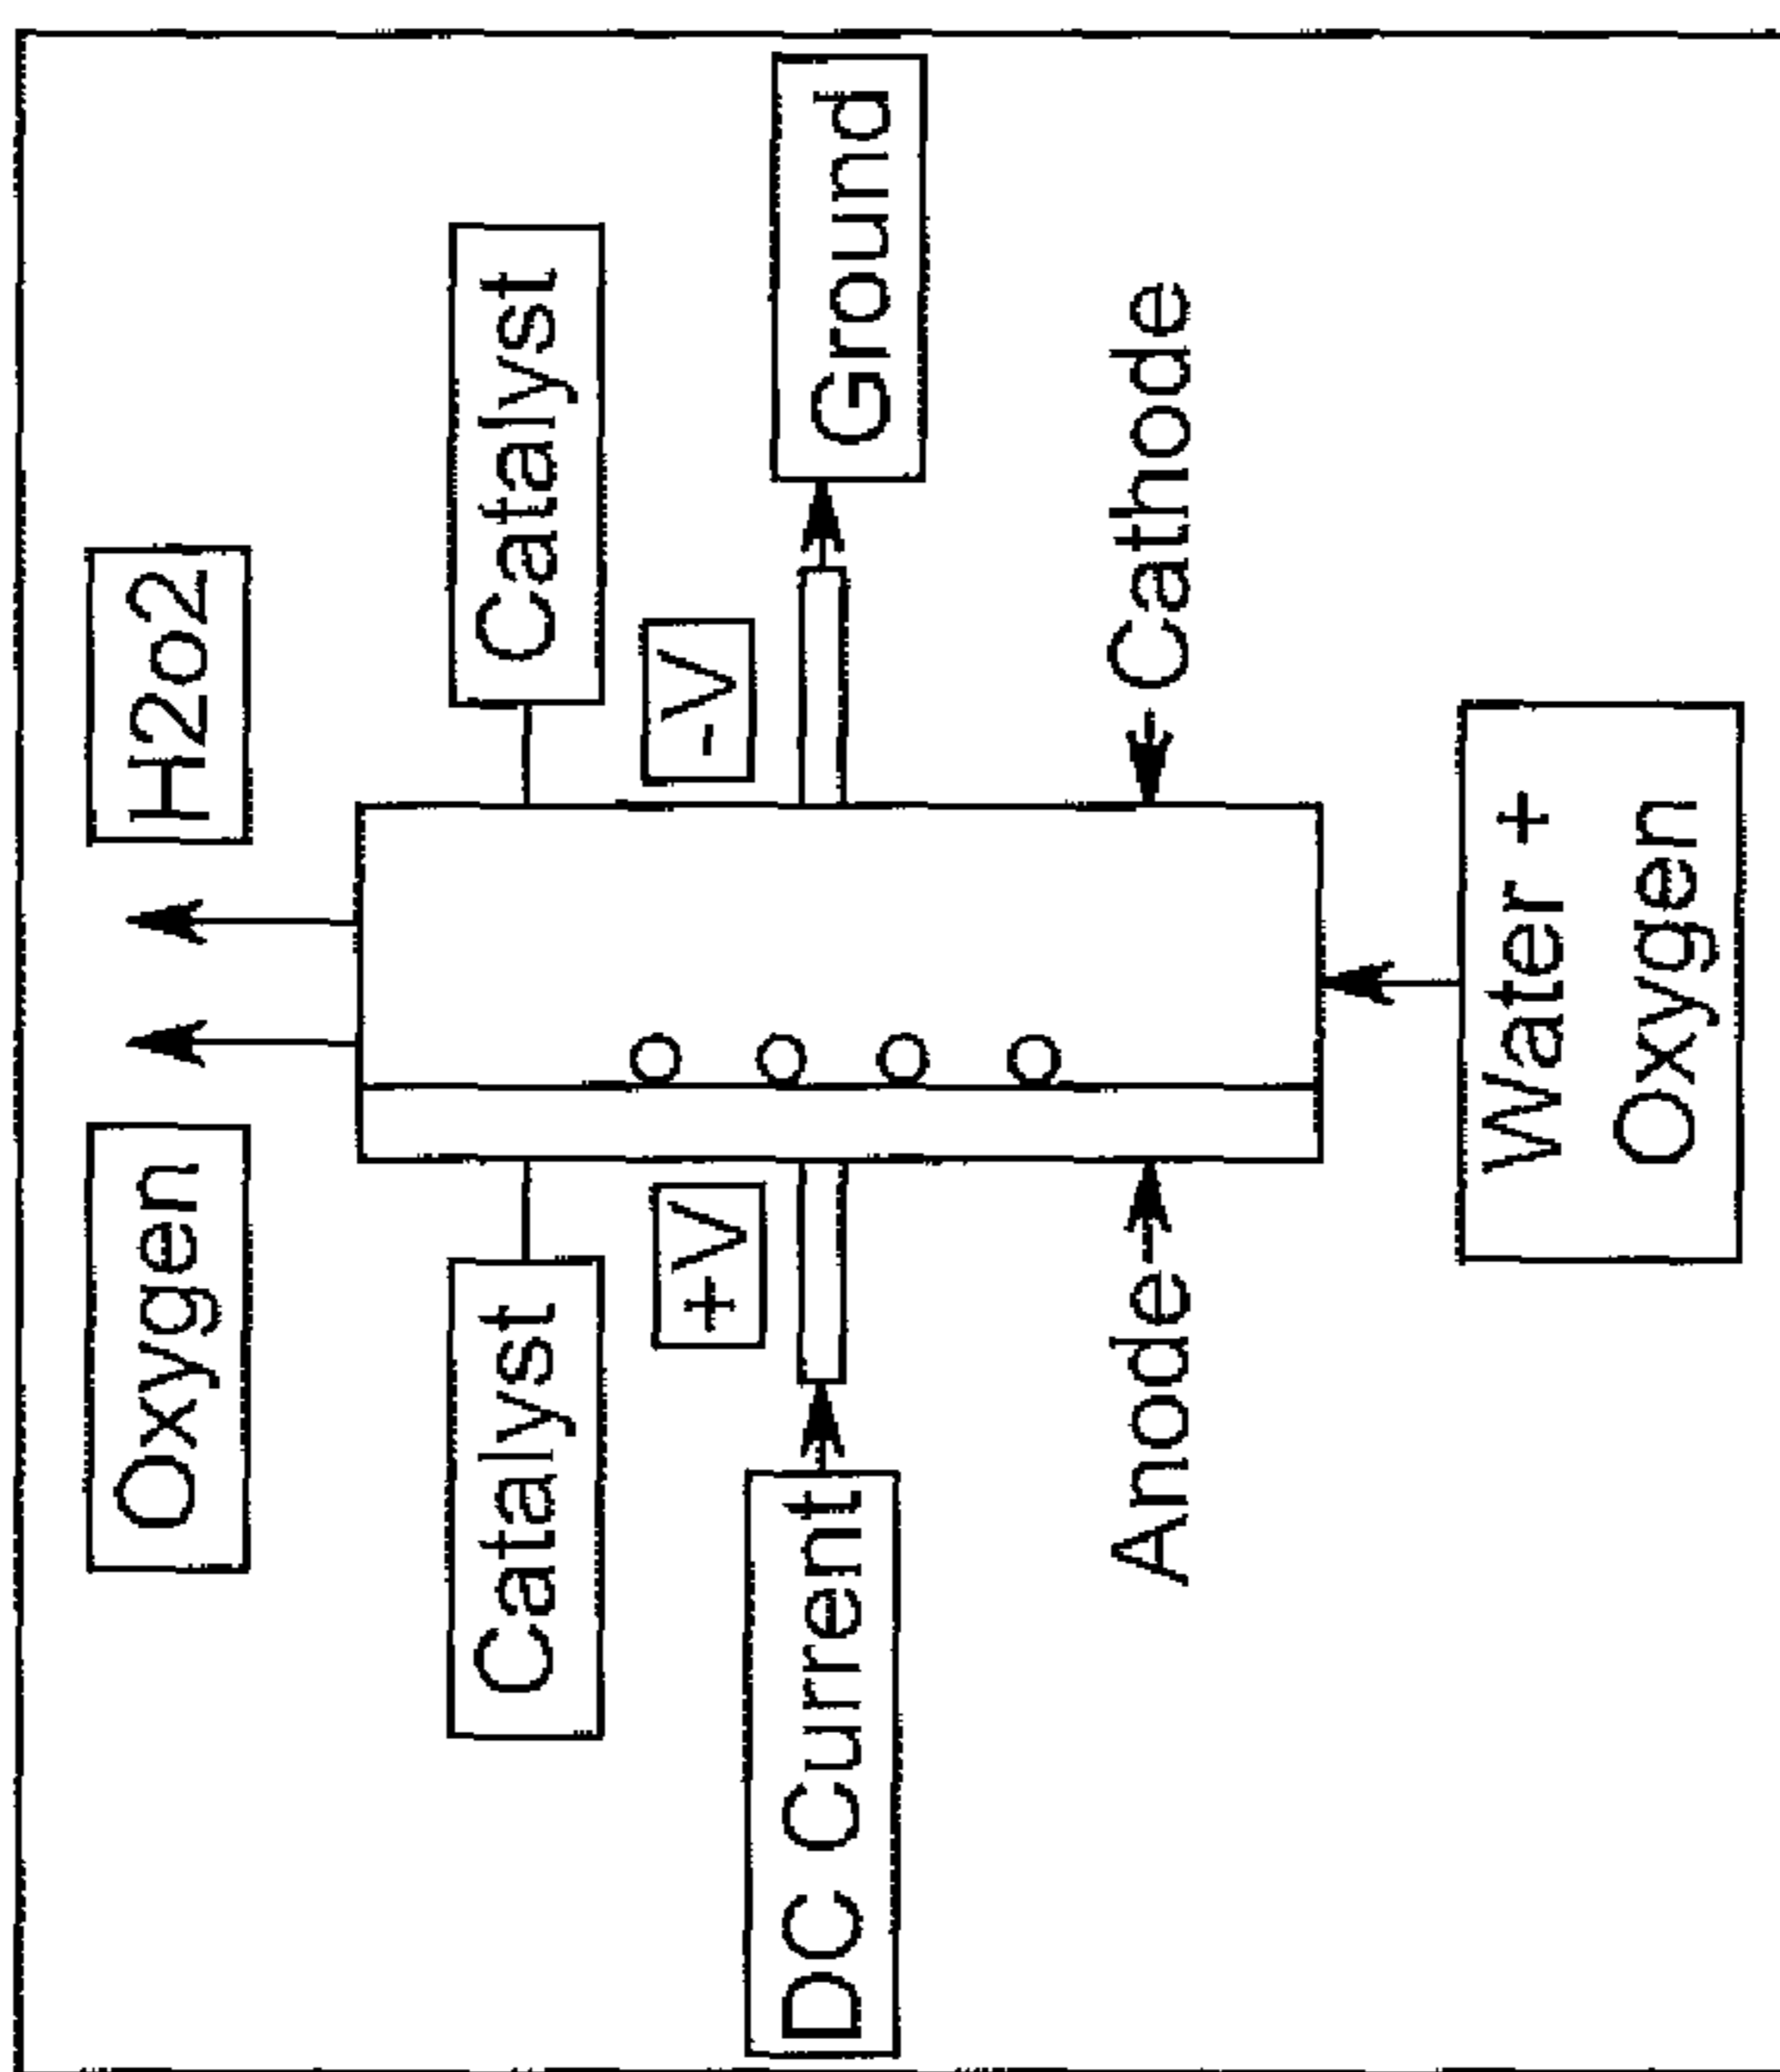 Oxygen
H2o2
Catalyst
Catalyst
+V
-V
DC Current
Ground
Anode
Cathode
Water +
Oxygen